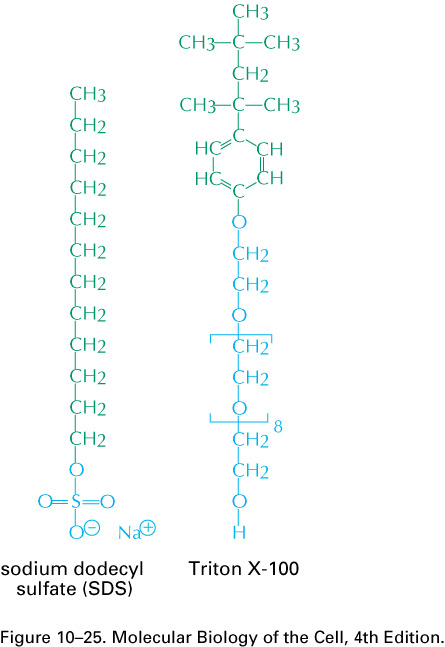 CH3
CH2
CH2
CH2
CH2
CH2
CH2
CH2
CH2
CH2
CH2
CH2
O
O=S=O
O⊖ Na⊕
sodium dodecyl
sulfate (SDS)
CH3
CH3—C—CH3
CH2
CH3—C—CH3
C
HC CH
HC CH
C
O
CH2
CH2
O
CH2
CH2
O
8
CH2
CH2
O
H
Triton X-100
Figure 10–25. Molecular Biology of the Cell, 4th Edition.